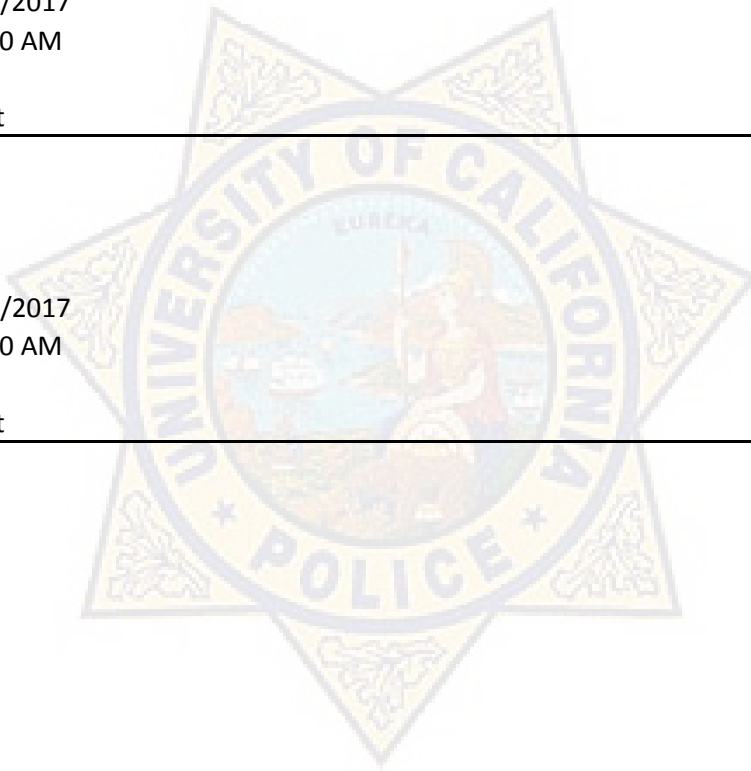 /2017
0 AM
t
UNIVERSITY OF CALIFORNIA
EUREKA
/2017
0 AM
t
* POLICE *